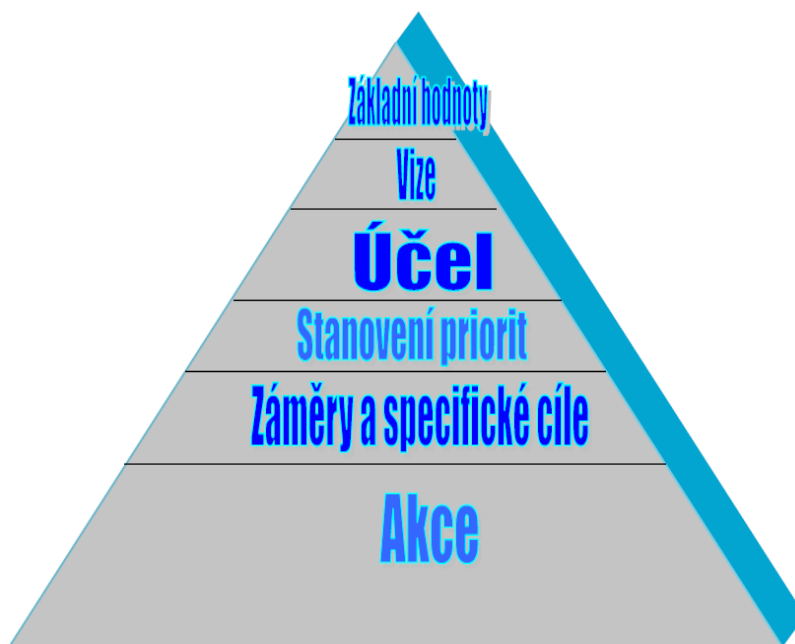 Základní hodnoty
Vize
Účel
Stanovení priorit
Záměry a specifické cíle
Akce